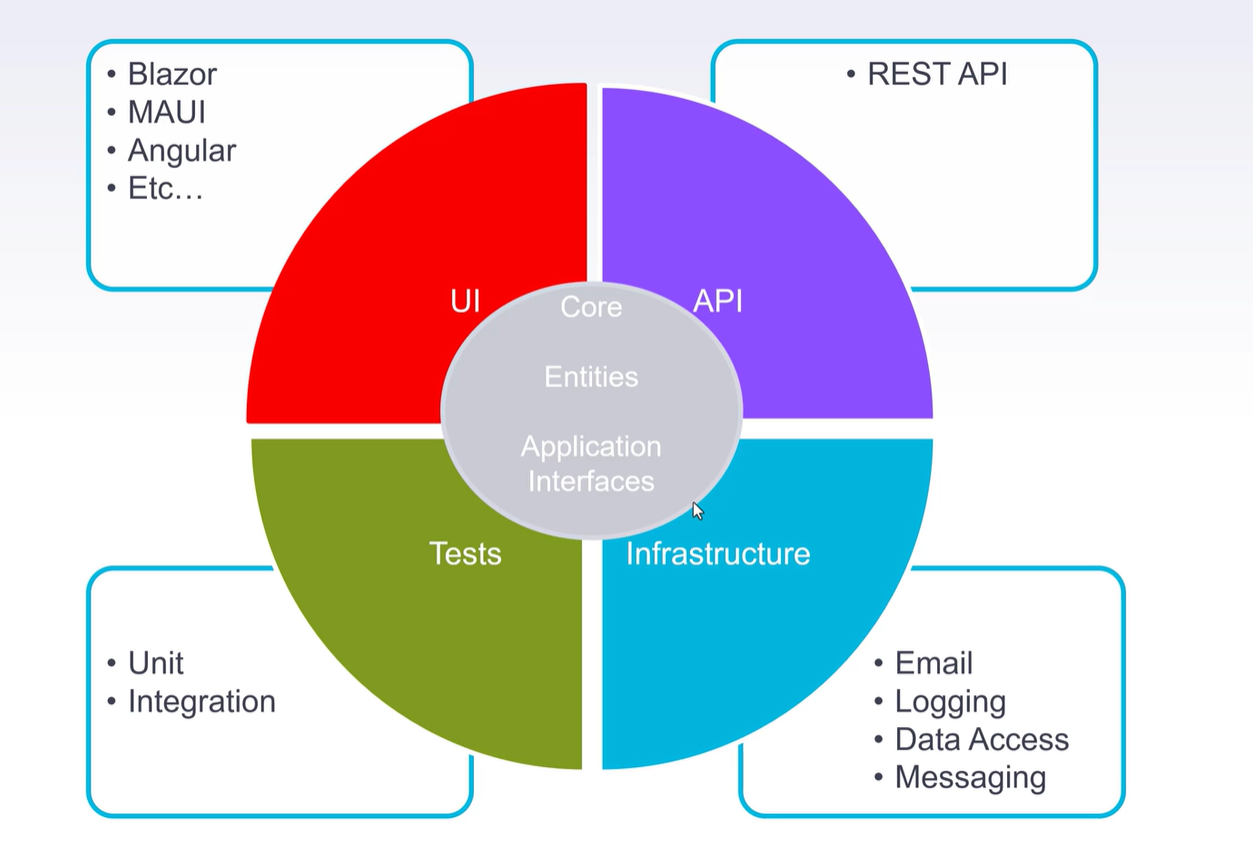 • Blazor
• MAUI
• Angular
• Etc…
• REST API
UI
API
Core
Entities
Application
Interfaces
Tests
Infrastructure
• Unit
• Integration
• Email
• Logging
• Data Access
• Messaging